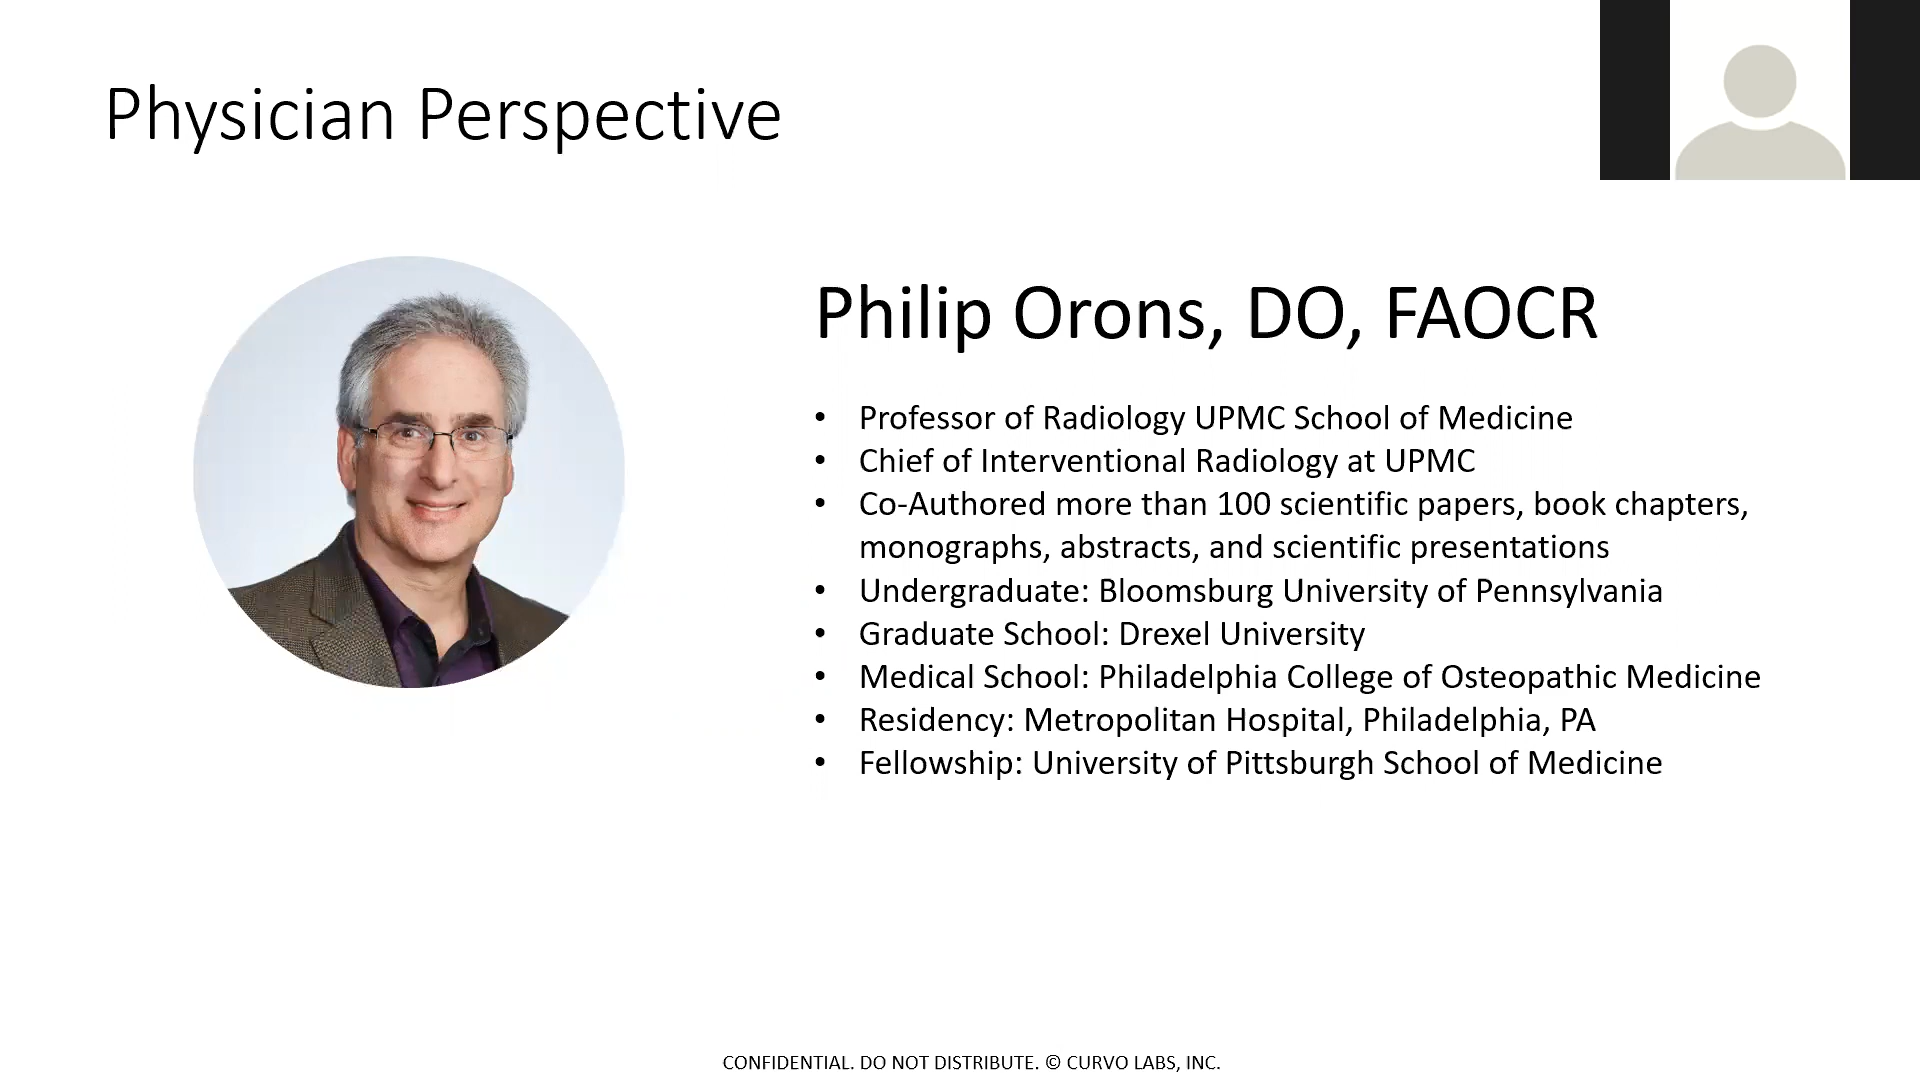 Physician Perspective
Philip Orons, DO, FAOCR
• Professor of Radiology UPMC School of Medicine
• Chief of Interventional Radiology at UPMC
• Co-Authored more than 100 scientific papers, book chapters,
monographs, abstracts, and scientific presentations
• Undergraduate: Bloomsburg University of Pennsylvania
• Graduate School: Drexel University
• Medical School: Philadelphia College of Osteopathic Medicine
• Residency: Metropolitan Hospital, Philadelphia, PA
• Fellowship: University of Pittsburgh School of Medicine
CONFIDENTIAL. DO NOT DISTRIBUTE. © CURVO LABS, INC.